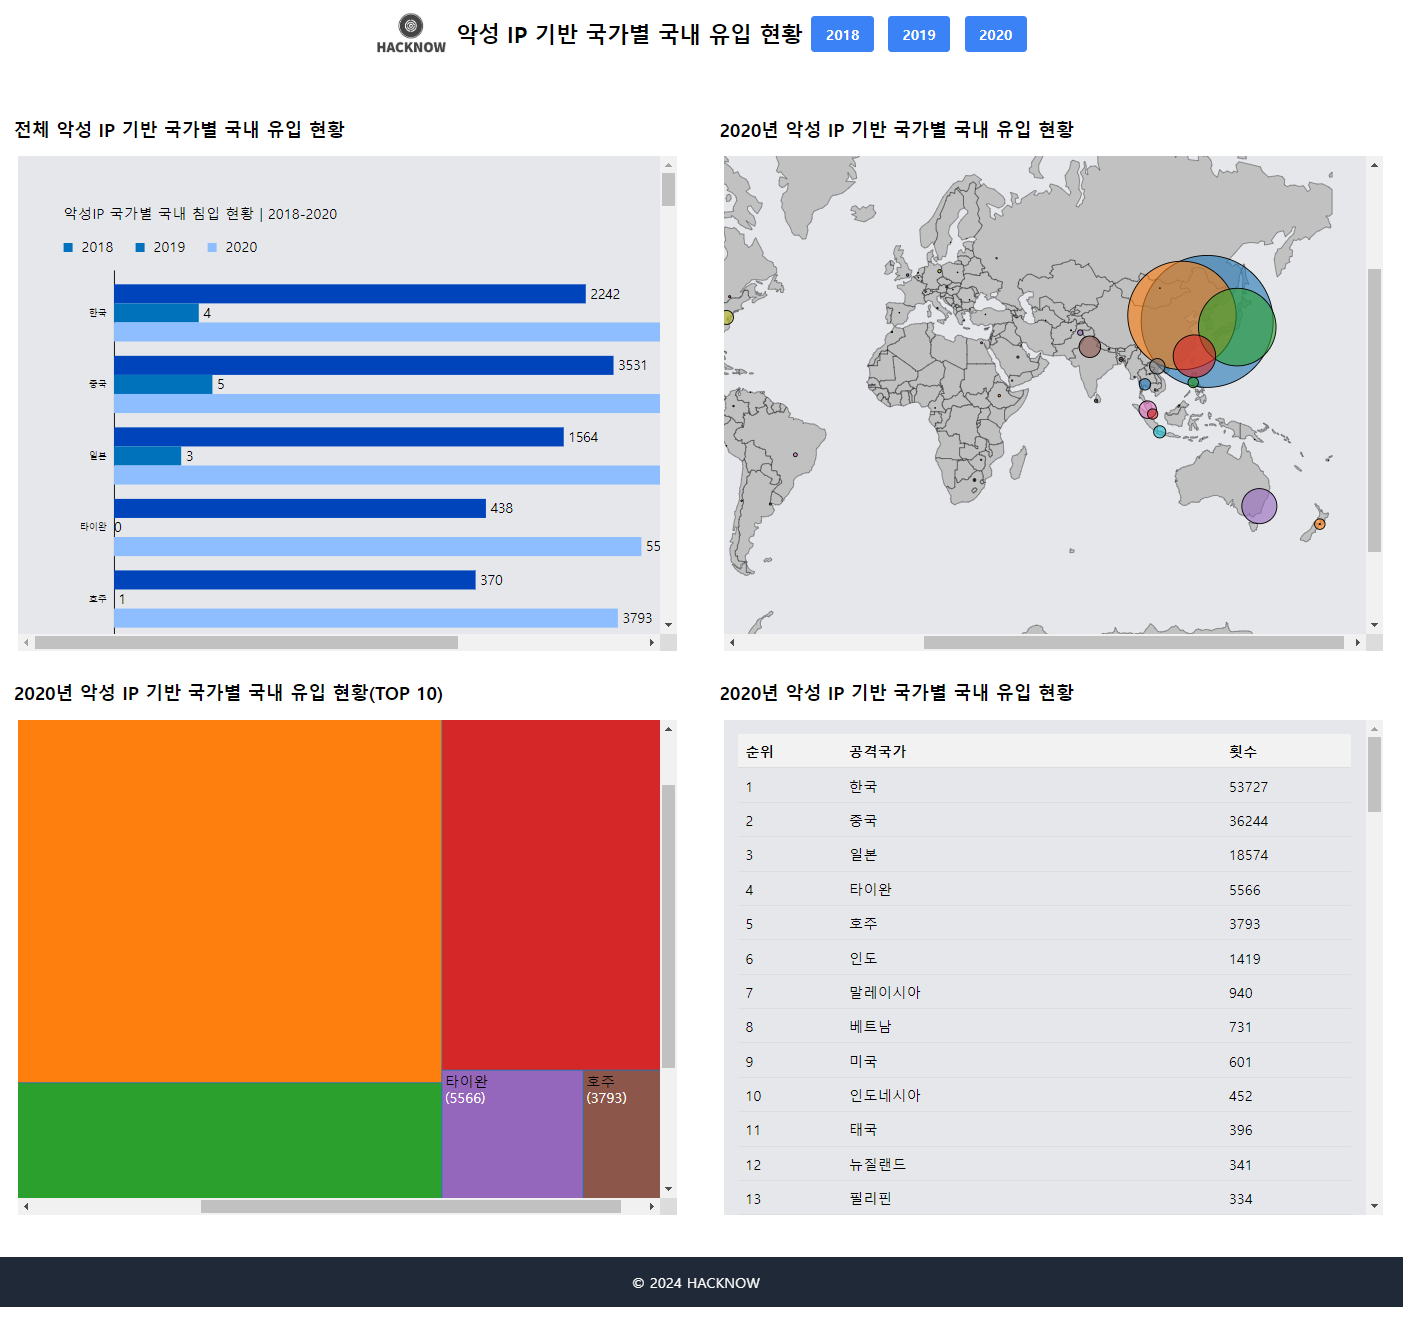 HACKNOW 악성 IP 기반 국가별 국내 유입 현황 2018 2019 2020
전체 악성 IP 기반 국가별 국내 유입 현황
악성IP 국가별 국내 침입 현황 | 2018-2020
2018 2019 2020
한국 2242
4
중국 3531
5
일본 1564
3
타이완 438
0
55
호주 370
1
3793
2020년 악성 IP 기반 국가별 국내 유입 현황
2020년 악성 IP 기반 국가별 국내 유입 현황(TOP 10)
타이완
(5566)
호주
(3793)
2020년 악성 IP 기반 국가별 국내 유입 현황
순위 공격국가 횟수
1 한국 53727
2 중국 36244
3 일본 18574
4 타이완 5566
5 호주 3793
6 인도 1419
7 말레이시아 940
8 베트남 731
9 미국 601
10 인도네시아 452
11 태국 396
12 뉴질랜드 341
13 필리핀 334
© 2024 HACKNOW